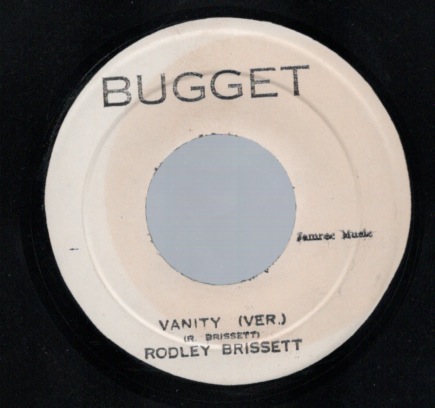 BUGGET
Jamrec Music
VANITY (VER.)
(R. BRISSETT)
RODLEY BRISSETT